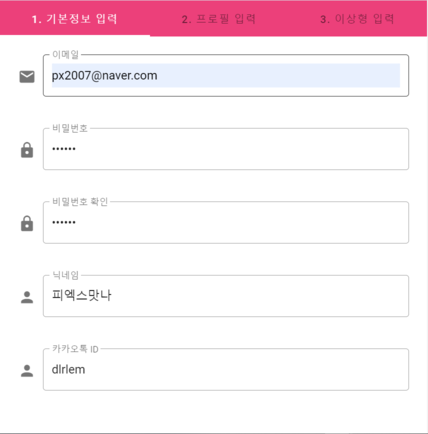 1. 기본정보 입력 2. 프로필 입력 3. 이상형 입력
이메일
px2007@naver.com
비밀번호
••••••
비밀번호 확인
••••••
닉네임
피엑스맛나
카카오톡 ID
dlrlem